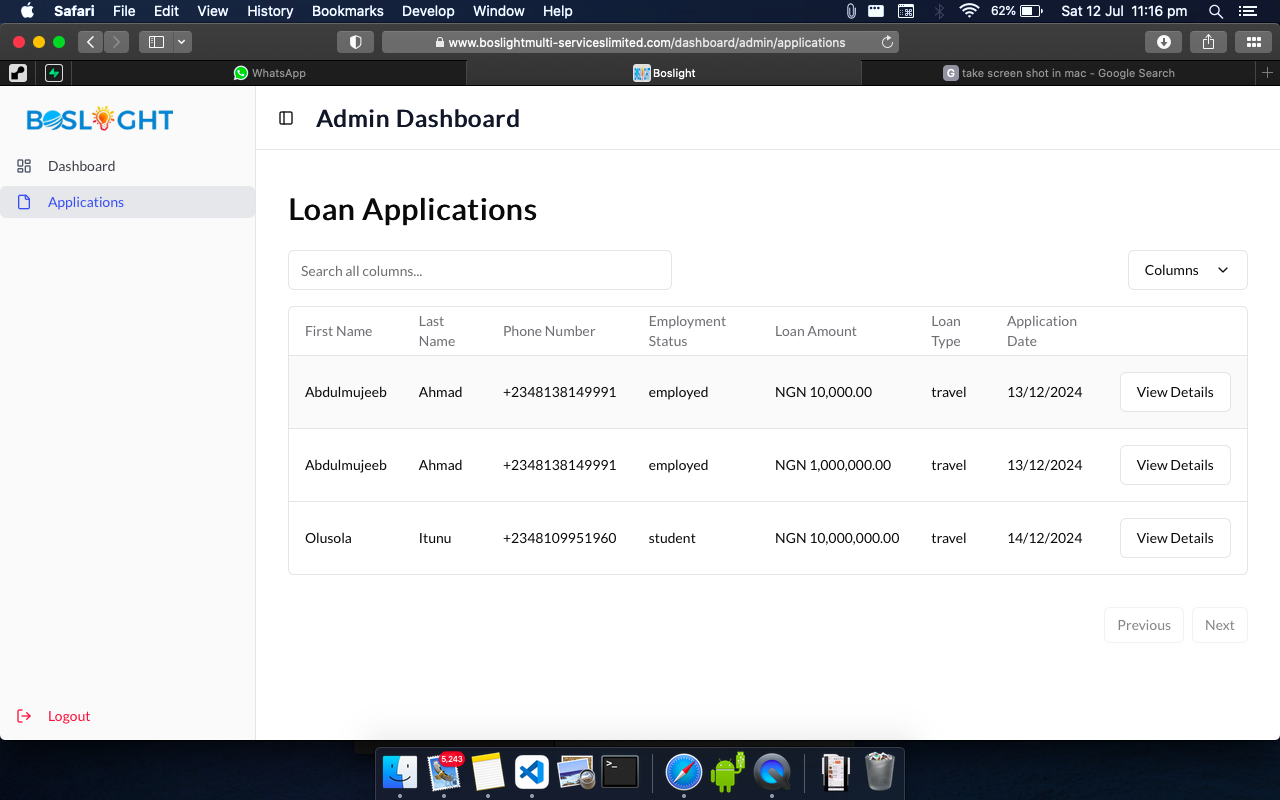 Safari File Edit View History Bookmarks Develop Window Help 62% Sat 12 Jul 11:16 pm
www.boslightmulti-serviceslimited.com/dashboard/admin/applications
WhatsApp Boslight G take screen shot in mac - Google Search
BOSLIGHT
Admin Dashboard
Dashboard
Applications
Loan Applications
Search all columns...
Columns
First Name Last Name Phone Number Employment Status Loan Amount Loan Type Application Date
Abdulmujeeb Ahmad +2348138149991 employed NGN 10,000.00 travel 13/12/2024 View Details
Abdulmujeeb Ahmad +2348138149991 employed NGN 1,000,000.00 travel 13/12/2024 View Details
Olusola Itunu +2348109951960 student NGN 10,000,000.00 travel 14/12/2024 View Details
Previous Next
Logout
5,243